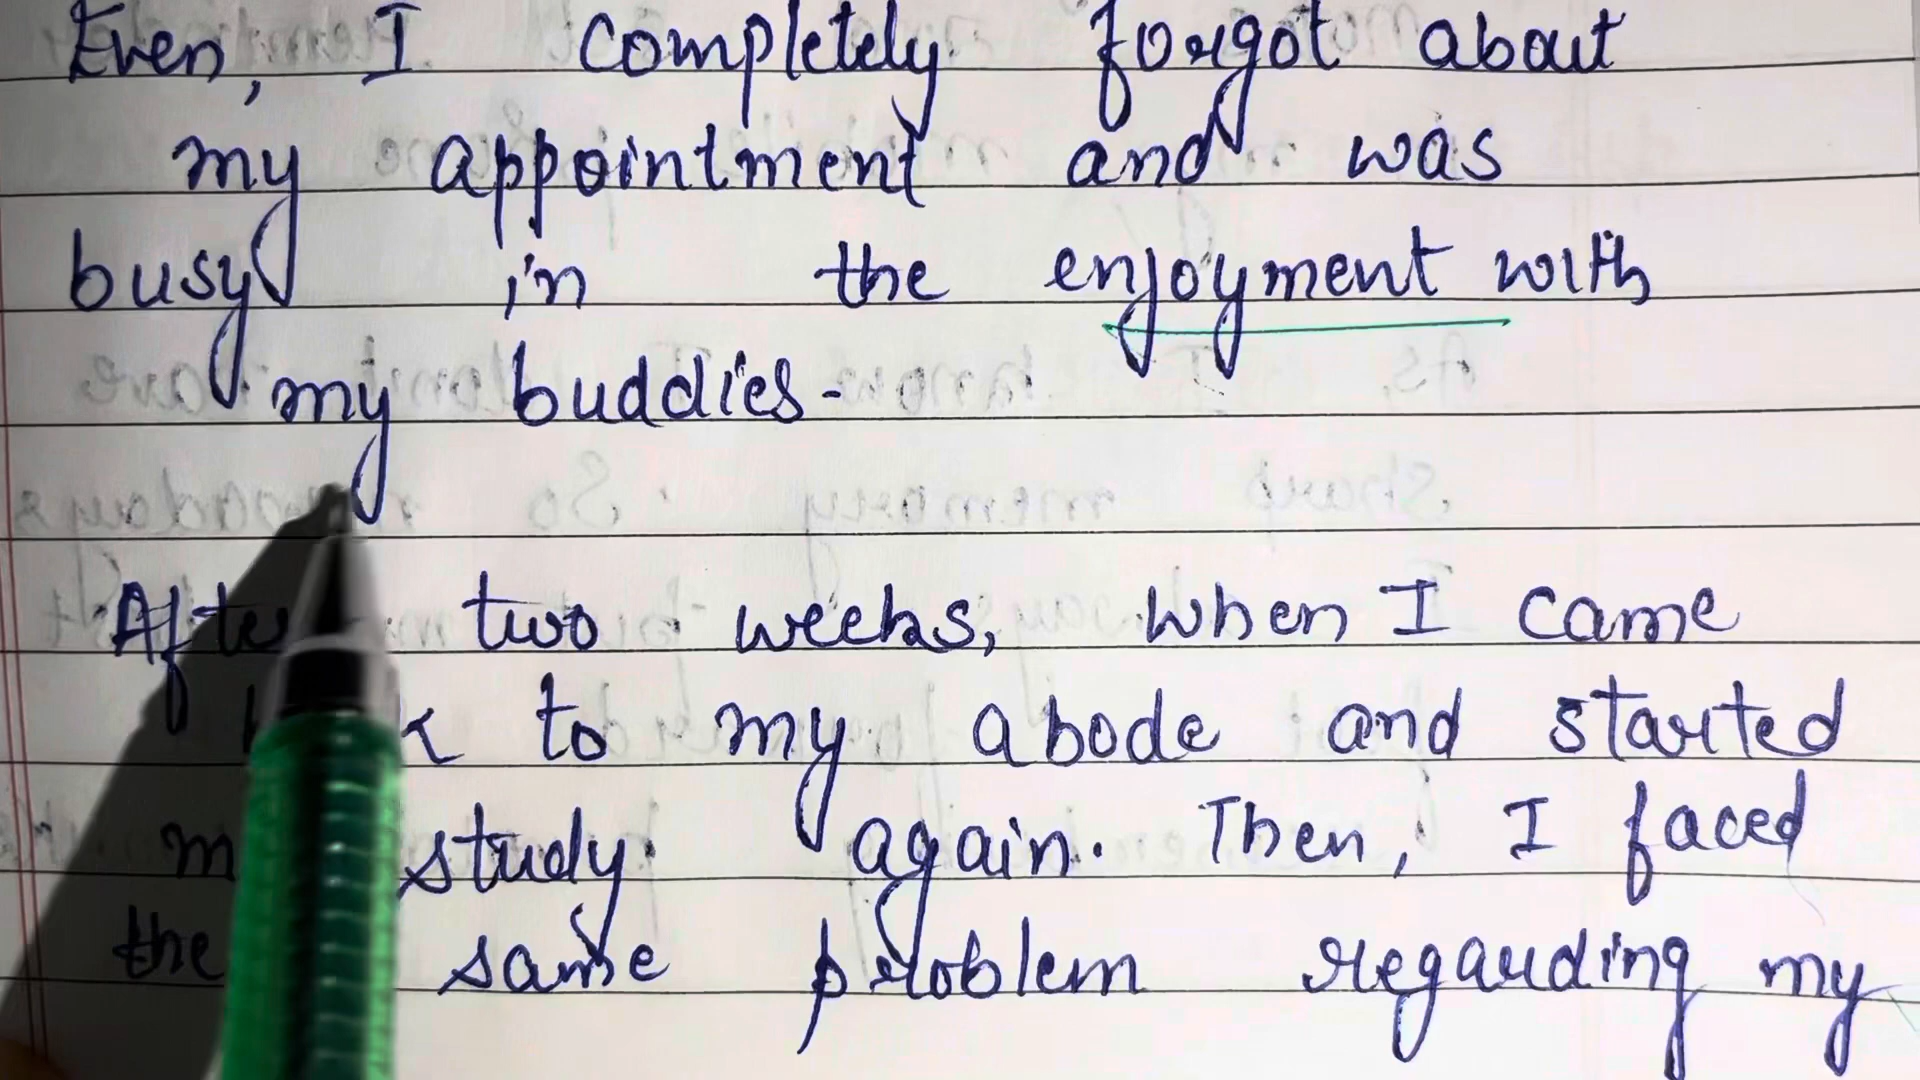 Even, I completely forgot about
my appointment and was
busy in the enjoyment with
my buddies-
two weeks, when I came
to my abode and started
study again. Then, I faced
the same problem regarding my